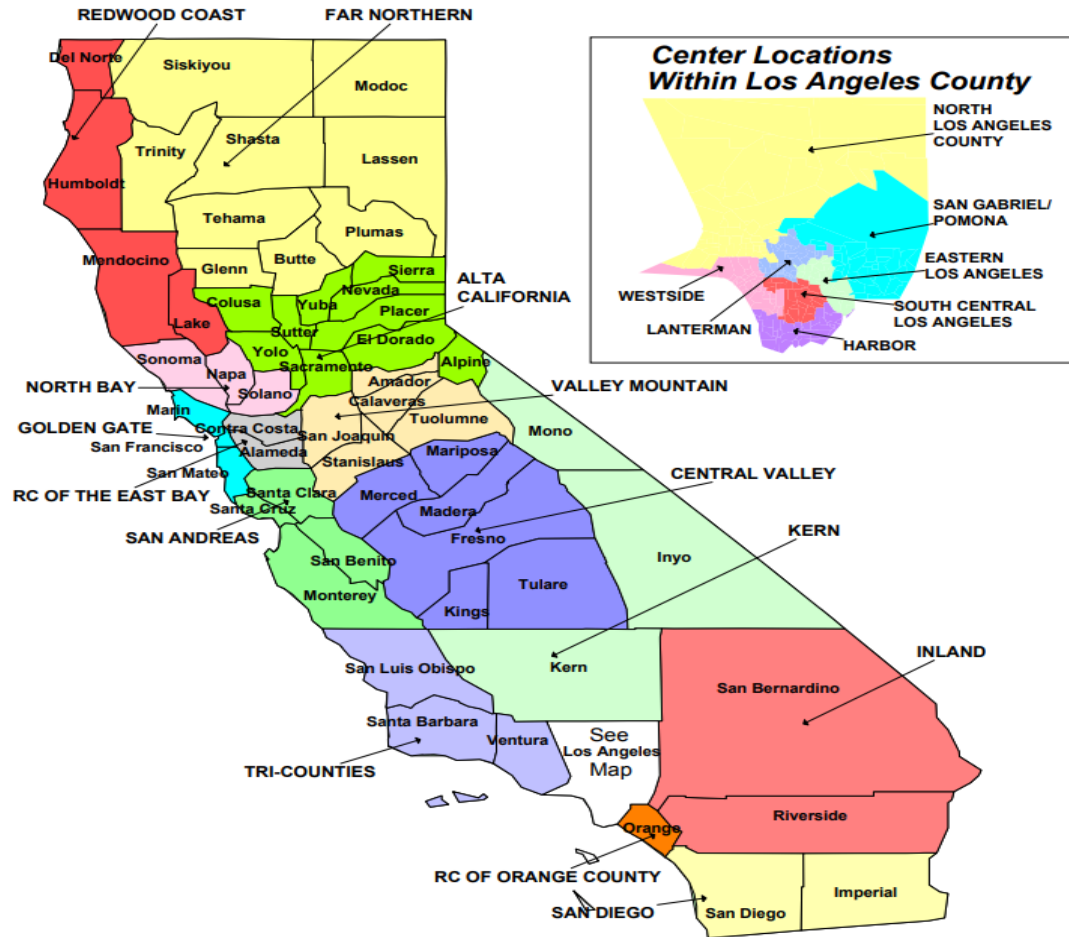 REDWOOD COAST
FAR NORTHERN
Del Norte
Siskiyou
Modoc
Center Locations
Within Los Angeles County
NORTH
LOS ANGELES
COUNTY
SAN GABRIEL/
POMONA
EASTERN
LOS ANGELES
WESTSIDE
SOUTH CENTRAL
LOS ANGELES
LANTERMAN
HARBOR
Trinity
Shasta
Lassen
Humboldt
Tehama
Plumas
Mendocino
Glenn
Butte
Sierra
Nevada
ALTA
CALIFORNIA
Colusa
Yuba
Placer
Lake
Sutter
El Dorado
Sonoma
Yolo
Sacramento
Alpine
Napa
Amador
NORTH BAY
Solano
Calaveras
VALLEY MOUNTAIN
Marin
Tuolumne
GOLDEN GATE
Contra Costa
San Joaquin
Mono
San Francisco
Alameda
Mariposa
Stanislaus
San Mateo
CENTRAL VALLEY
RC OF THE EAST BAY
Santa Clara
Merced
Santa Cruz
Madera
SAN ANDREAS
Fresno
KERN
San Benito
Inyo
Monterey
Kings
Tulare
San Luis Obispo
Kern
INLAND
San Bernardino
Santa Barbara
Ventura
See
Los Angeles
Map
TRI-COUNTIES
Riverside
Orange
RC OF ORANGE COUNTY
Imperial
SAN DIEGO
San Diego